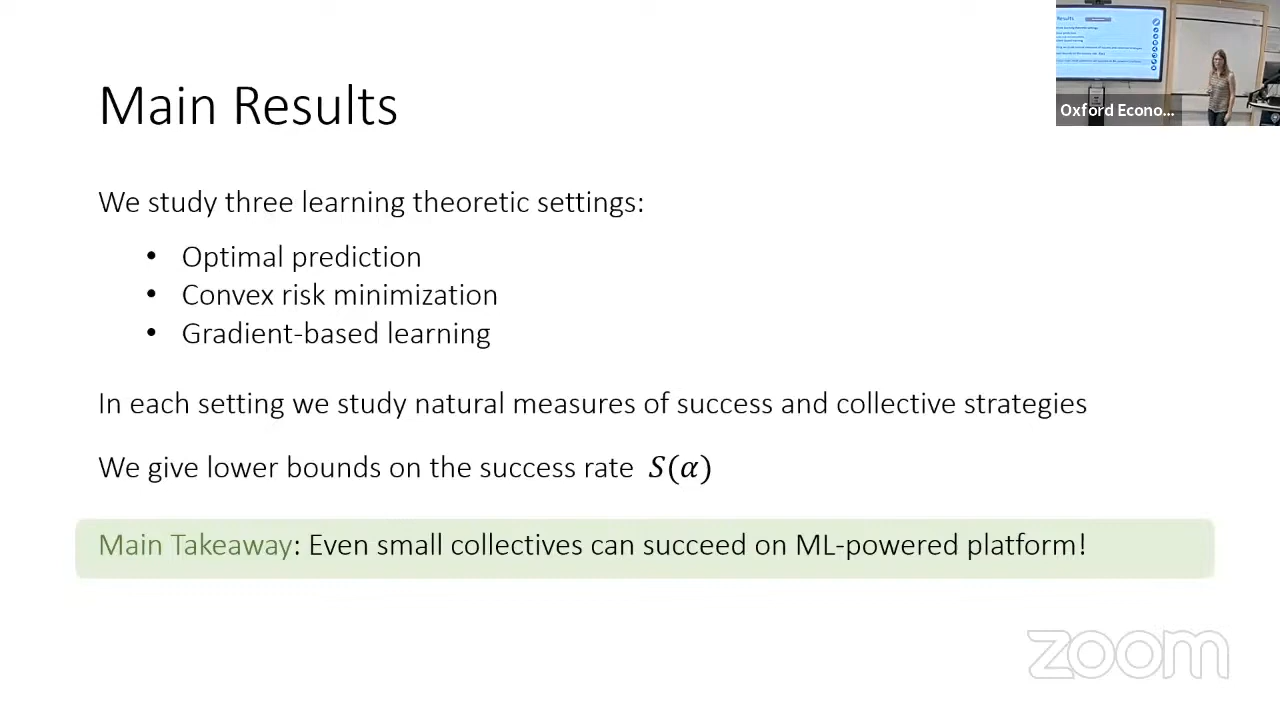 Main Results
Oxford Econo...
We study three learning theoretic settings:
• Optimal prediction
• Convex risk minimization
• Gradient-based learning
In each setting we study natural measures of success and collective strategies
We give lower bounds on the success rate S(α)
Main Takeaway: Even small collectives can succeed on ML-powered platform!
zoom